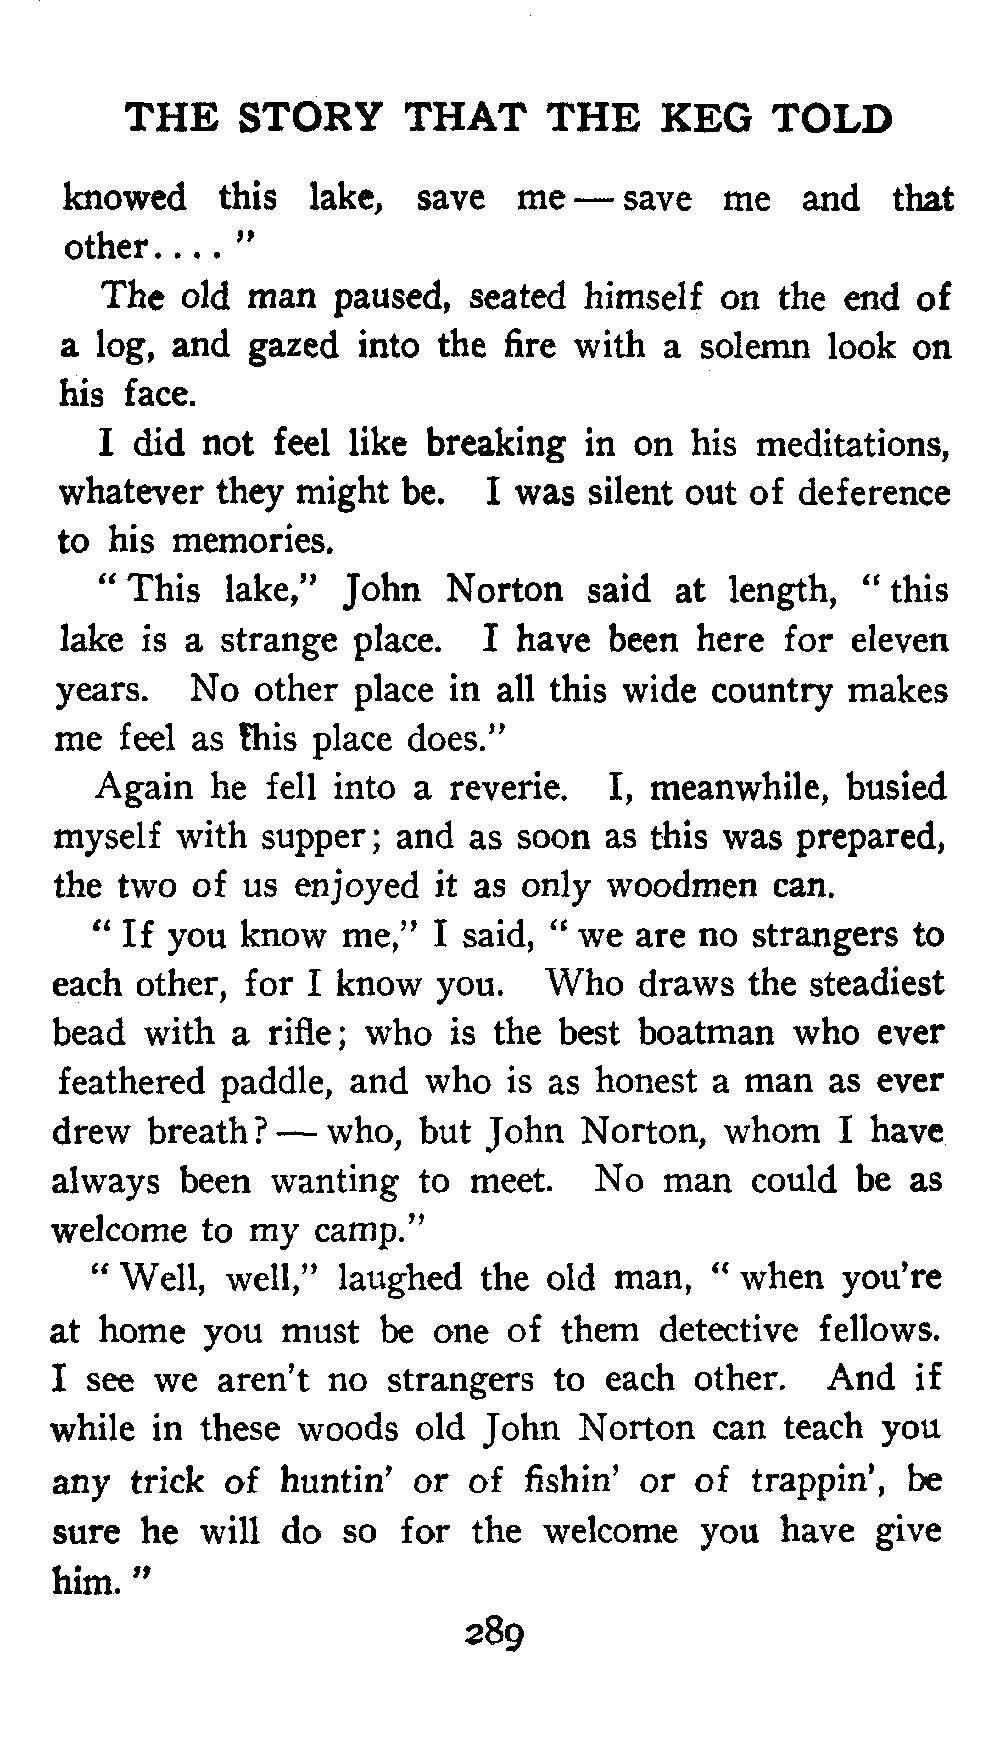 THE STORY THAT THE KEG TOLD
knowed this lake, save me — save me and that
other. . . . "
The old man paused, seated himself on the end of
a log, and gazed into the fire with a solemn look on
his face.
I did not feel like breaking in on his meditations,
whatever they might be. I was silent out of deference
to his memories.
" This lake," John Norton said at length, " this
lake is a strange place. I have been here for eleven
years. No other place in all this wide country makes
me feel as this place does."
Again he fell into a reverie. I, meanwhile, busied
myself with supper; and as soon as this was prepared,
the two of us enjoyed it as only woodmen can.
" If you know me," I said, " we are no strangers to
each other, for I know you. Who draws the steadiest
bead with a rifle; who is the best boatman who ever
feathered paddle, and who is as honest a man as ever
drew breath? — who, but John Norton, whom I have
always been wanting to meet. No man could be as
welcome to my camp."
" Well, well," laughed the old man, " when you're
at home you must be one of them detective fellows.
I see we aren't no strangers to each other. And if
while in these woods old John Norton can teach you
any trick of huntin' or of fishin' or of trappin', be
sure he will do so for the welcome you have give
him. "
289